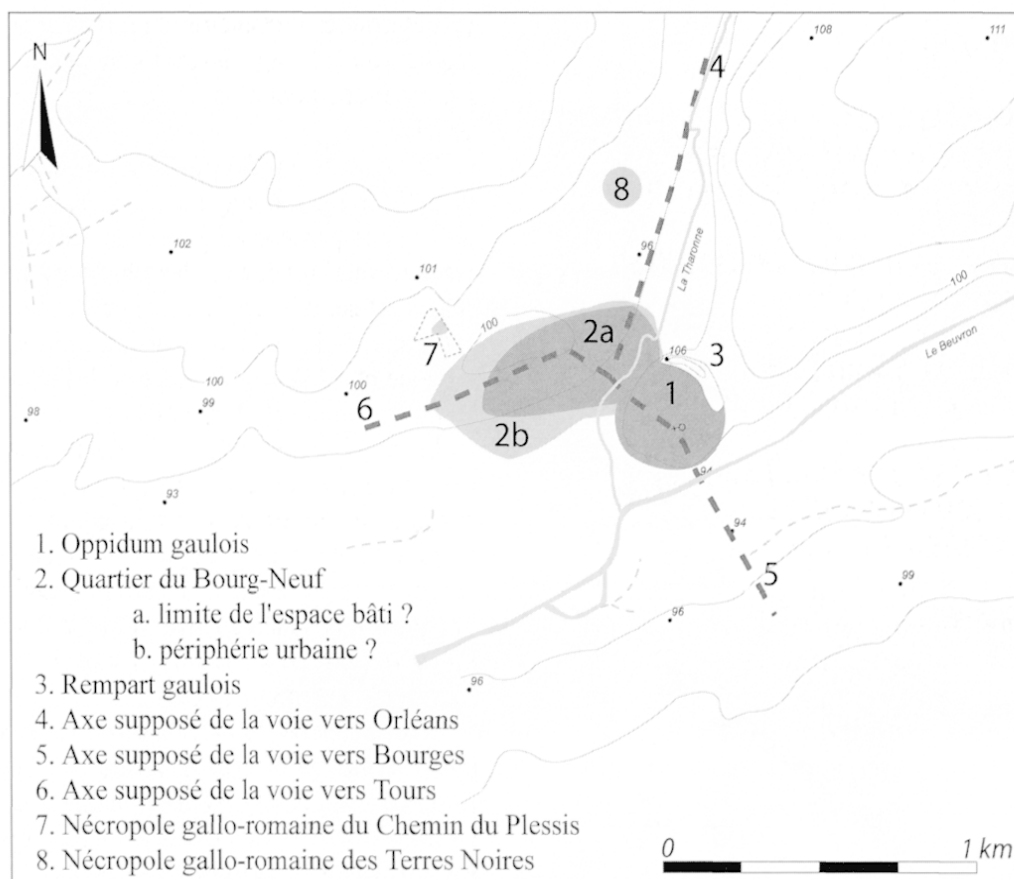 N
108
111
4
8
102
96
101
La Tharonne
100
Le Beuvron
100
2a
7
106
3
1
100
100
6
99
98
2b
94
93
94
5
99
96
96
1. Oppidum gaulois
2. Quartier du Bourg-Neuf
a. limite de l'espace bâti ?
b. périphérie urbaine ?
3. Rempart gaulois
4. Axe supposé de la voie vers Orléans
5. Axe supposé de la voie vers Bourges
6. Axe supposé de la voie vers Tours
7. Nécropole gallo-romaine du Chemin du Plessis
8. Nécropole gallo-romaine des Terres Noires
0 1 km